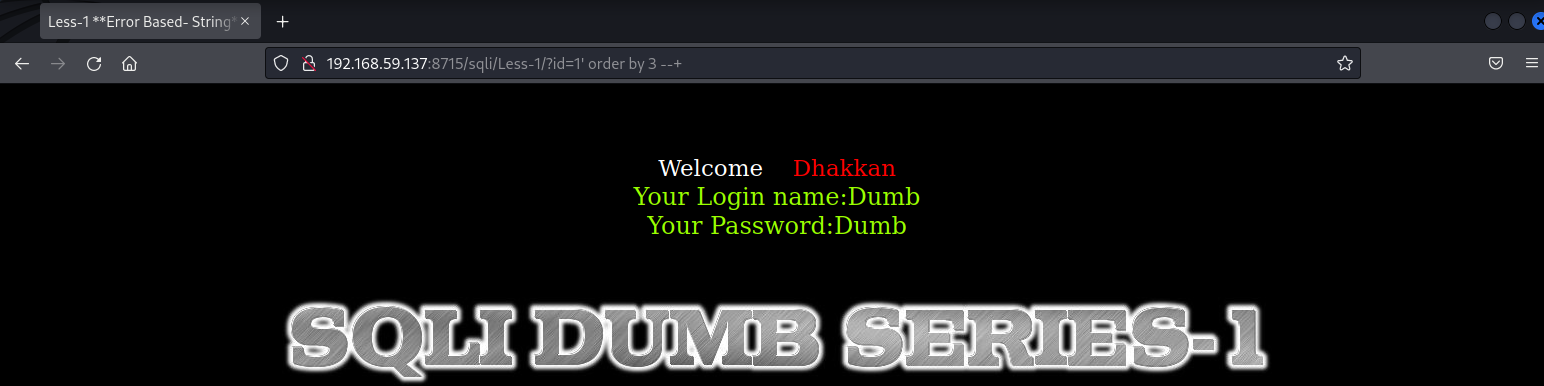 Less-1 **Error Based- String*
192.168.59.137:8715/sqli/Less-1/?id=1' order by 3 --+
Welcome Dhakkan
Your Login name:Dumb
Your Password:Dumb
SQLI DUMB SERIES-1